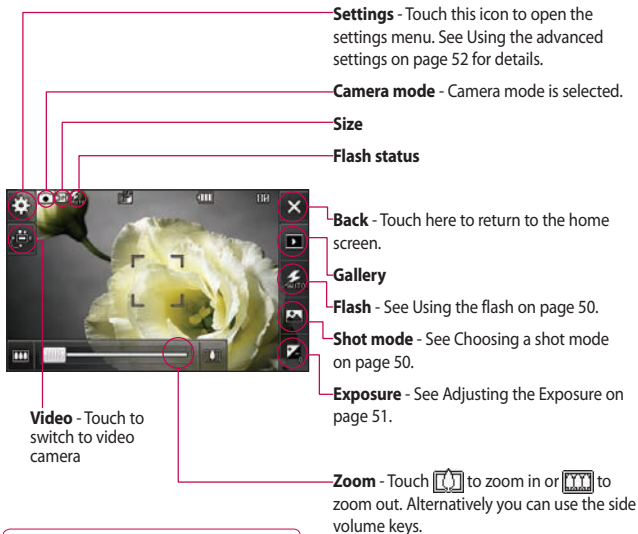 Settings - Touch this icon to open the
settings menu. See Using the advanced
settings on page 52 for details.
Camera mode - Camera mode is selected.
Size
Flash status
Back - Touch here to return to the home
screen.
Gallery
Flash - See Using the flash on page 50.
Shot mode - See Choosing a shot mode
on page 50.
Exposure - See Adjusting the Exposure on
page 51.
Video - Touch to
switch to video
camera
Zoom - Touch to zoom in or to
zoom out. Alternatively you can use the side
volume keys.
AUTO